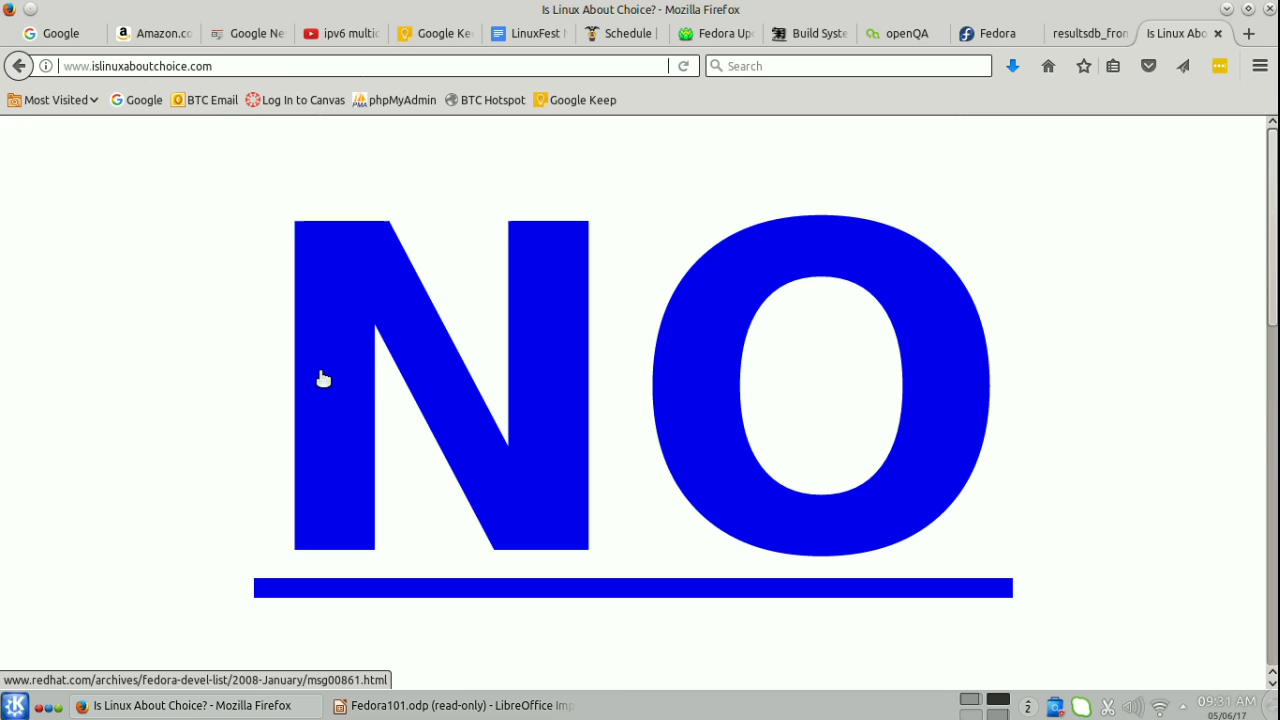 Is Linux About Choice? - Mozilla Firefox
Google
Amazon.co
Google Ne
ipv6 multic
Google Kee
LinuxFest N
Schedule |
Fedora Up
Build Syste
openQA
Fedora
resultsdb_fron
Is Linux Abo
www.islinuxaboutchoice.com
Search
Most Visited
Google
BTC Email
Log In to Canvas
phpMyAdmin
BTC Hotspot
Google Keep
NO
www.redhat.com/archives/fedora-devel-list/2008-January/msg00861.html
Is Linux About Choice? - Mozilla Firefox
Fedora101.odp (read-only) - LibreOffice Imp
2
09:31 AM
05/06/17